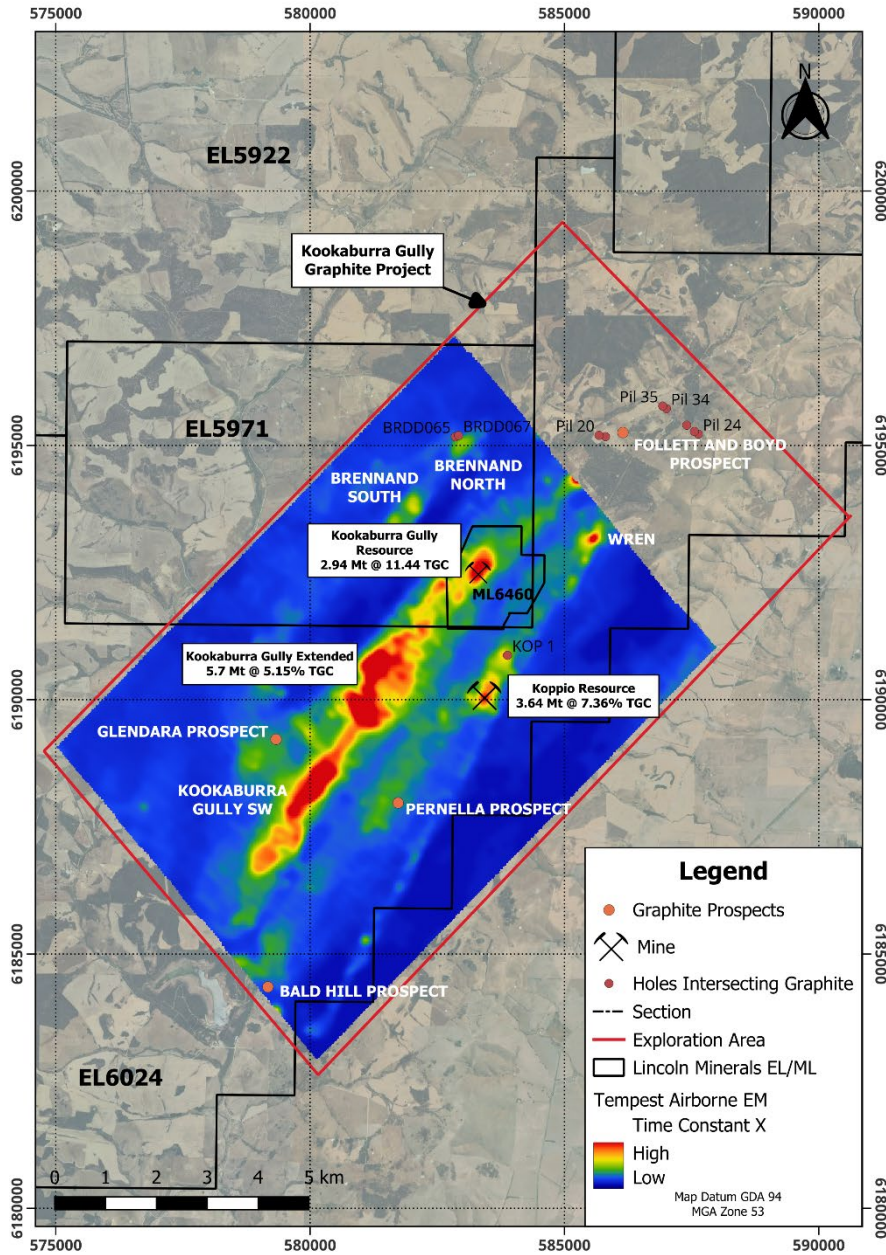 575000
580000
585000
590000
N
EL5922
6200000
6200000
Kookaburra Gully
Graphite Project
Pil 35
Pil 34
EL5971
BRDD065
BRDD067
Pil 20
Pil 24
6195000
6195000
FOLLETT AND BOYD
PROSPECT
BRENNAND
NORTH
BRENNAND
SOUTH
Kookaburra Gully
Resource
2.94 Mt @ 11.44 TGC
WREN
ML6460
KOP 1
Kookaburra Gully Extended
5.7 Mt @ 5.15% TGC
Koppio Resource
3.64 Mt @ 7.36% TGC
6190000
6190000
GLENDARA PROSPECT
KOOKABURRA
GULLY SW
PERNELLA PROSPECT
6185000
6185000
BALD HILL PROSPECT
EL6024
Legend
Graphite Prospects
Mine
Holes Intersecting Graphite
Section
Exploration Area
Lincoln Minerals EL/ML
Tempest Airborne EM
Time Constant X
High
Low
Map Datum GDA 94
MGA Zone 53
0 1 2 3 4 5 km
6180000
6180000
575000
580000
585000
590000